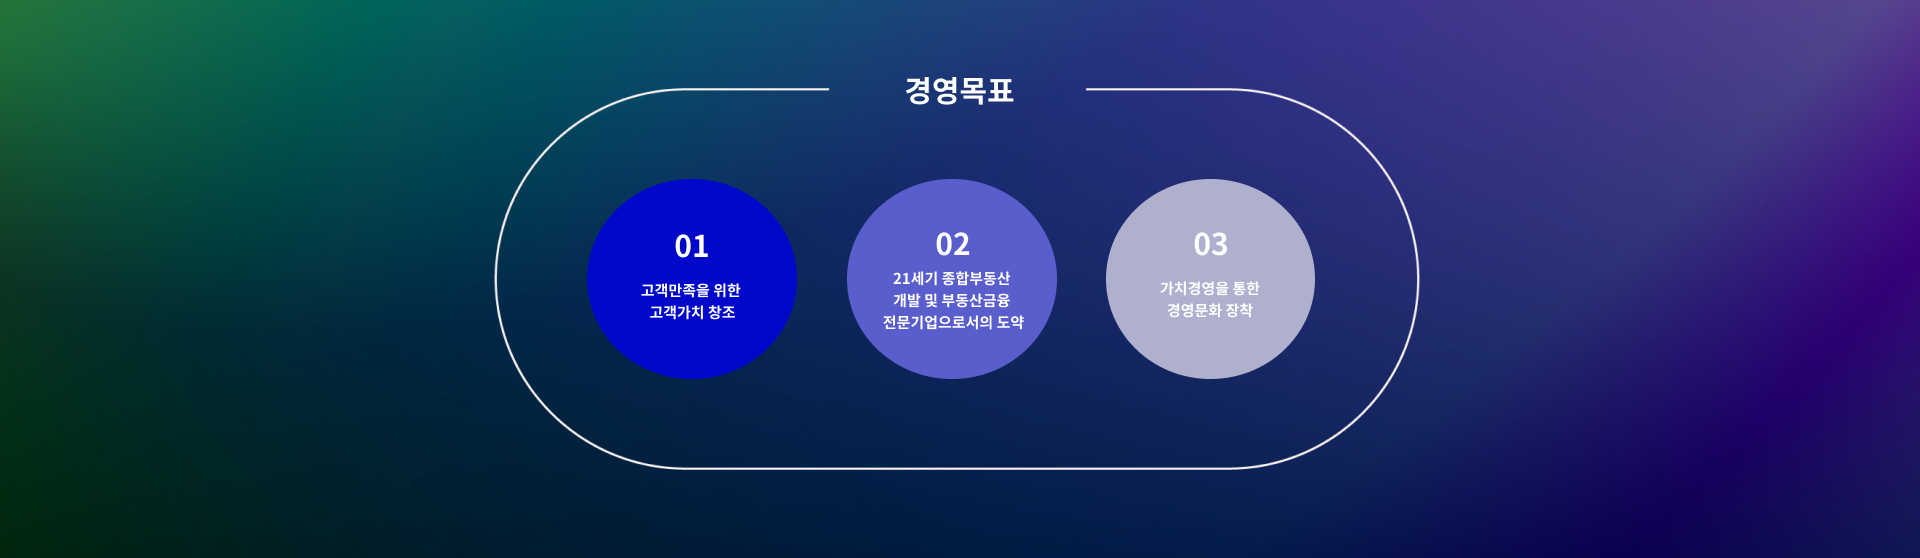 경영목표
01
고객만족을 위한
고객가치 창조
02
21세기 종합부동산
개발 및 부동산금융
전문기업으로서의 도약
03
가치경영을 통한
경영문화 장착